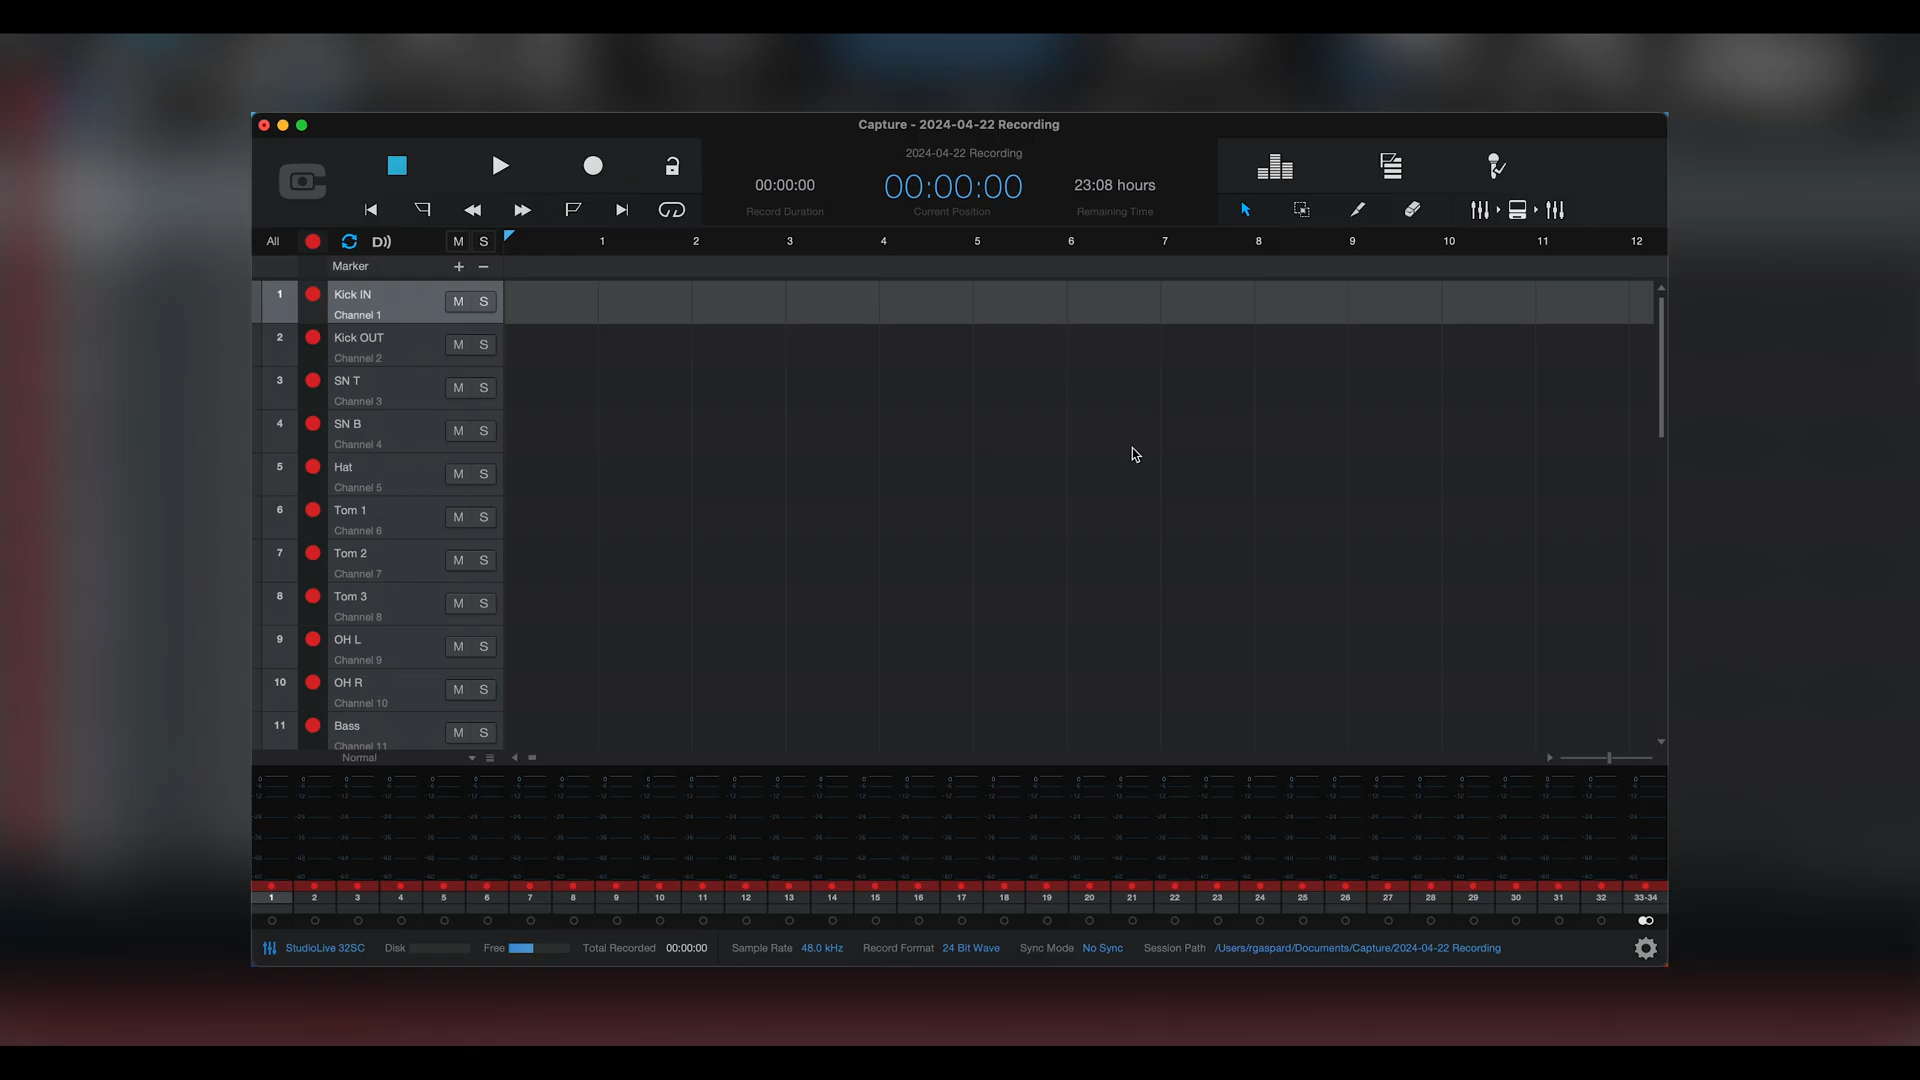 Capture - 2024-04-22 Recording
2024-04-22 Recording
00:00:00 00:00:00 23:08 hours
Record Duration Current Position Remaining Time
All D)) M S 1 2 3 4 5 6 7 8 9 10 11 12
Marker + −
1 Kick IN M S
Channel 1
2 Kick OUT M S
Channel 2
3 SN T M S
Channel 3
4 SN B M S
Channel 4
5 Hat M S
Channel 5
6 Tom 1 M S
Channel 6
7 Tom 2 M S
Channel 7
8 Tom 3 M S
Channel 8
9 OH L M S
Channel 9
10 OH R M S
Channel 10
11 Bass M S
Channel 11
Normal
1 2 3 4 5 6 7 8 9 10 11 12 13 14 15 16 17 18 19 20 21 22 23 24 25 26 27 28 29 30 31 32 33-34
StudioLive 32SC Disk Free Total Recorded 00:00:00 Sample Rate 48.0 kHz Record Format 24 Bit Wave Sync Mode No Sync Session Path /Users/rgaspard/Documents/Capture/2024-04-22 Recording